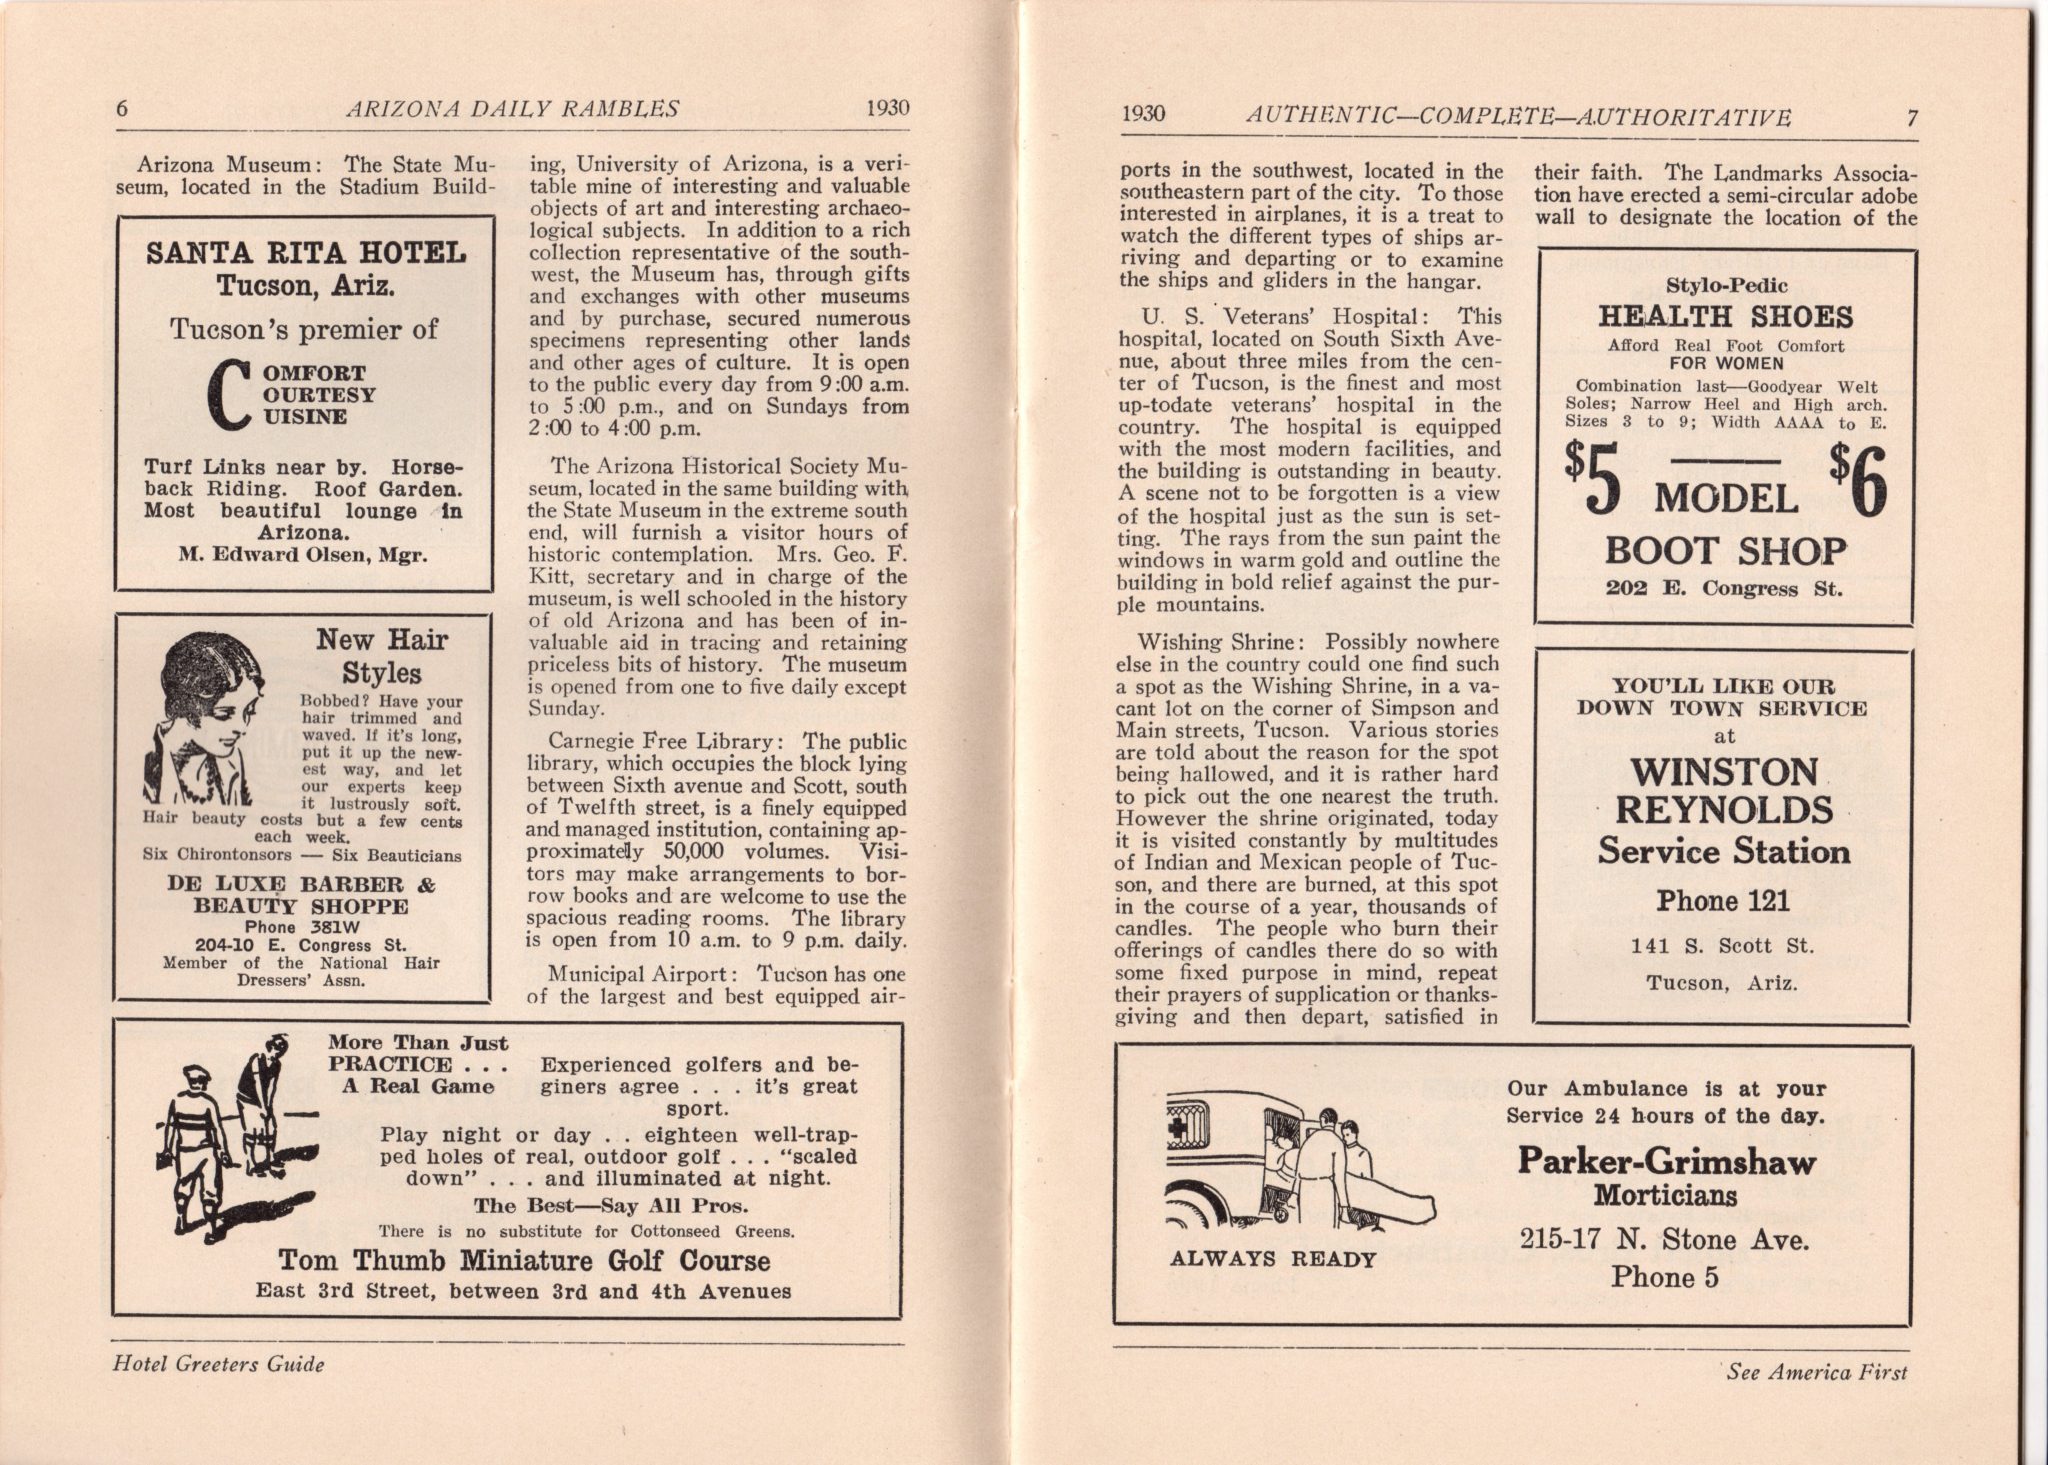 6
ARIZONA DAILY RAMBLES
1930
Arizona Museum: The State Mu-
seum, located in the Stadium Build-
SANTA RITA HOTEL
Tucson, Ariz.
Tucson's premier of
COMFORT
COURTESY
CUISINE
Turf Links near by. Horse-
back Riding. Roof Garden.
Most beautiful lounge in
Arizona.
M. Edward Olsen, Mgr.
New Hair
Styles
Bobbed? Have your
hair trimmed and
waved. If it's long,
put it up the new-
est way, and let
our experts keep
it lustrously soft.
Hair beauty costs but a few cents
each week.
Six Chirontonsors — Six Beauticians
DE LUXE BARBER &
BEAUTY SHOPPE
Phone 381W
204-10 E. Congress St.
Member of the National Hair
Dressers' Assn.
ing, University of Arizona, is a veri-
table mine of interesting and valuable
objects of art and interesting archaeo-
logical subjects. In addition to a rich
collection representative of the south-
west, the Museum has, through gifts
and exchanges with other museums
and by purchase, secured numerous
specimens representing other lands
and other ages of culture. It is open
to the public every day from 9:00 a.m.
to 5:00 p.m., and on Sundays from
2:00 to 4:00 p.m.
The Arizona Historical Society Mu-
seum, located in the same building with
the State Museum in the extreme south
end, will furnish a visitor hours of
historic contemplation. Mrs. Geo. F.
Kitt, secretary and in charge of the
museum, is well schooled in the history
of old Arizona and has been of in-
valuable aid in tracing and retaining
priceless bits of history. The museum
is opened from one to five daily except
Sunday.
Carnegie Free Library: The public
library, which occupies the block lying
between Sixth avenue and Scott, south
of Twelfth street, is a finely equipped
and managed institution, containing ap-
proximately 50,000 volumes. Visi-
tors may make arrangements to bor-
row books and are welcome to use the
spacious reading rooms. The library
is open from 10 a.m. to 9 p.m. daily.
Municipal Airport: Tucson has one
of the largest and best equipped air-
More Than Just
PRACTICE . . .
A Real Game
Experienced golfers and be-
giners agree . . . it's great
sport.
Play night or day . . eighteen well-trap-
ped holes of real, outdoor golf . . . "scaled
down" . . . and illuminated at night.
The Best—Say All Pros.
There is no substitute for Cottonseed Greens.
Tom Thumb Miniature Golf Course
East 3rd Street, between 3rd and 4th Avenues
Hotel Greeters Guide
1930
AUTHENTIC—COMPLETE—AUTHORITATIVE
7
ports in the southwest, located in the
southeastern part of the city. To those
interested in airplanes, it is a treat to
watch the different types of ships ar-
riving and departing or to examine
the ships and gliders in the hangar.
U. S. Veterans' Hospital: This
hospital, located on South Sixth Ave-
nue, about three miles from the cen-
ter of Tucson, is the finest and most
up-todate veterans' hospital in the
country. The hospital is equipped
with the most modern facilities, and
the building is outstanding in beauty.
A scene not to be forgotten is a view
of the hospital just as the sun is set-
ting. The rays from the sun paint the
windows in warm gold and outline the
building in bold relief against the pur-
ple mountains.
Wishing Shrine: Possibly nowhere
else in the country could one find such
a spot as the Wishing Shrine, in a va-
cant lot on the corner of Simpson and
Main streets, Tucson. Various stories
are told about the reason for the spot
being hallowed, and it is rather hard
to pick out the one nearest the truth.
However the shrine originated, today
it is visited constantly by multitudes
of Indian and Mexican people of Tuc-
son, and there are burned, at this spot
in the course of a year, thousands of
candles. The people who burn their
offerings of candles there do so with
some fixed purpose in mind, repeat
their prayers of supplication or thanks-
giving and then depart, satisfied in
their faith. The Landmarks Associa-
tion have erected a semi-circular adobe
wall to designate the location of the
Stylo-Pedic
HEALTH SHOES
Afford Real Foot Comfort
FOR WOMEN
Combination last—Goodyear Welt
Soles; Narrow Heel and High arch.
Sizes 3 to 9; Width AAAA to E.
$5 — $6
MODEL
BOOT SHOP
202 E. Congress St.
YOU'LL LIKE OUR
DOWN TOWN SERVICE
at
WINSTON
REYNOLDS
Service Station
Phone 121
141 S. Scott St.
Tucson, Ariz.
ALWAYS READY
Our Ambulance is at your
Service 24 hours of the day.
Parker-Grimshaw
Morticians
215-17 N. Stone Ave.
Phone 5
See America First